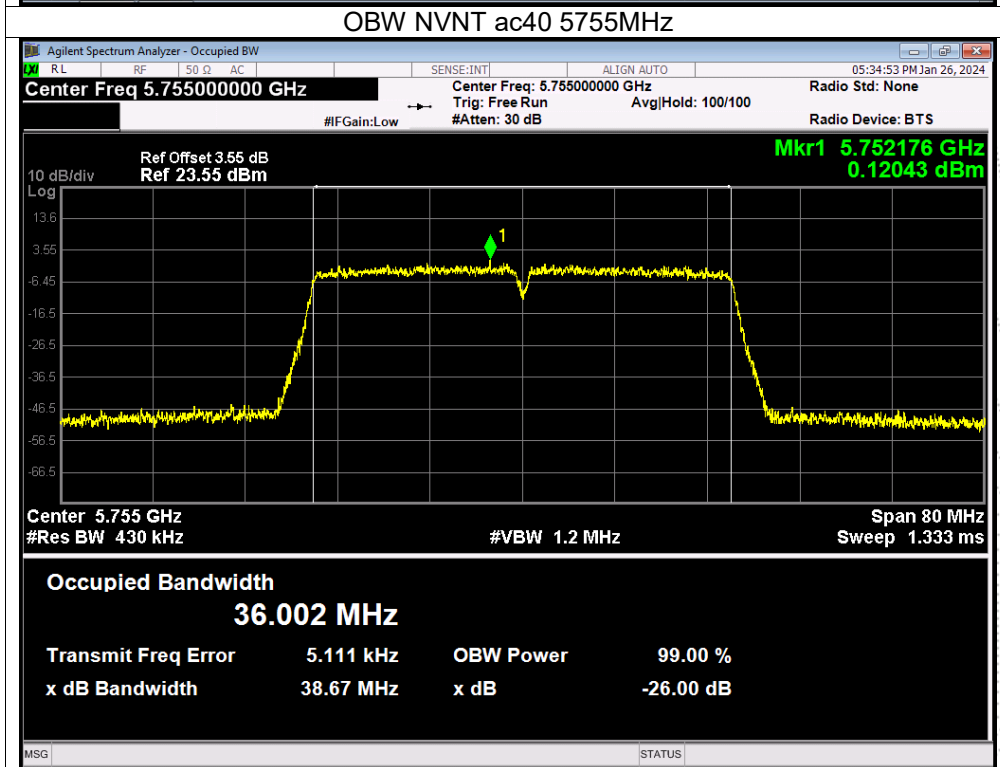 OBW NVNT ac40 5755MHz
Agilent Spectrum Analyzer - Occupied BW
LXI RL RF 50 Ω AC SENSE:INT ALIGN AUTO 05:34:53 PM Jan 26, 2024
Center Freq 5.755000000 GHz Center Freq: 5.755000000 GHz Radio Std: None
Trig: Free Run Avg|Hold: 100/100
#IFGain:Low #Atten: 30 dB Radio Device: BTS
Ref Offset 3.55 dB Mkr1 5.752176 GHz
10 dB/div Ref 23.55 dBm 0.12043 dBm
Log
13.6
1
3.55
-6.45
-16.5
-26.5
-36.5
-46.5
-56.5
-66.5
Center 5.755 GHz Span 80 MHz
#Res BW 430 kHz #VBW 1.2 MHz Sweep 1.333 ms
Occupied Bandwidth
36.002 MHz
Transmit Freq Error 5.111 kHz OBW Power 99.00 %
x dB Bandwidth 38.67 MHz x dB -26.00 dB
MSG STATUS